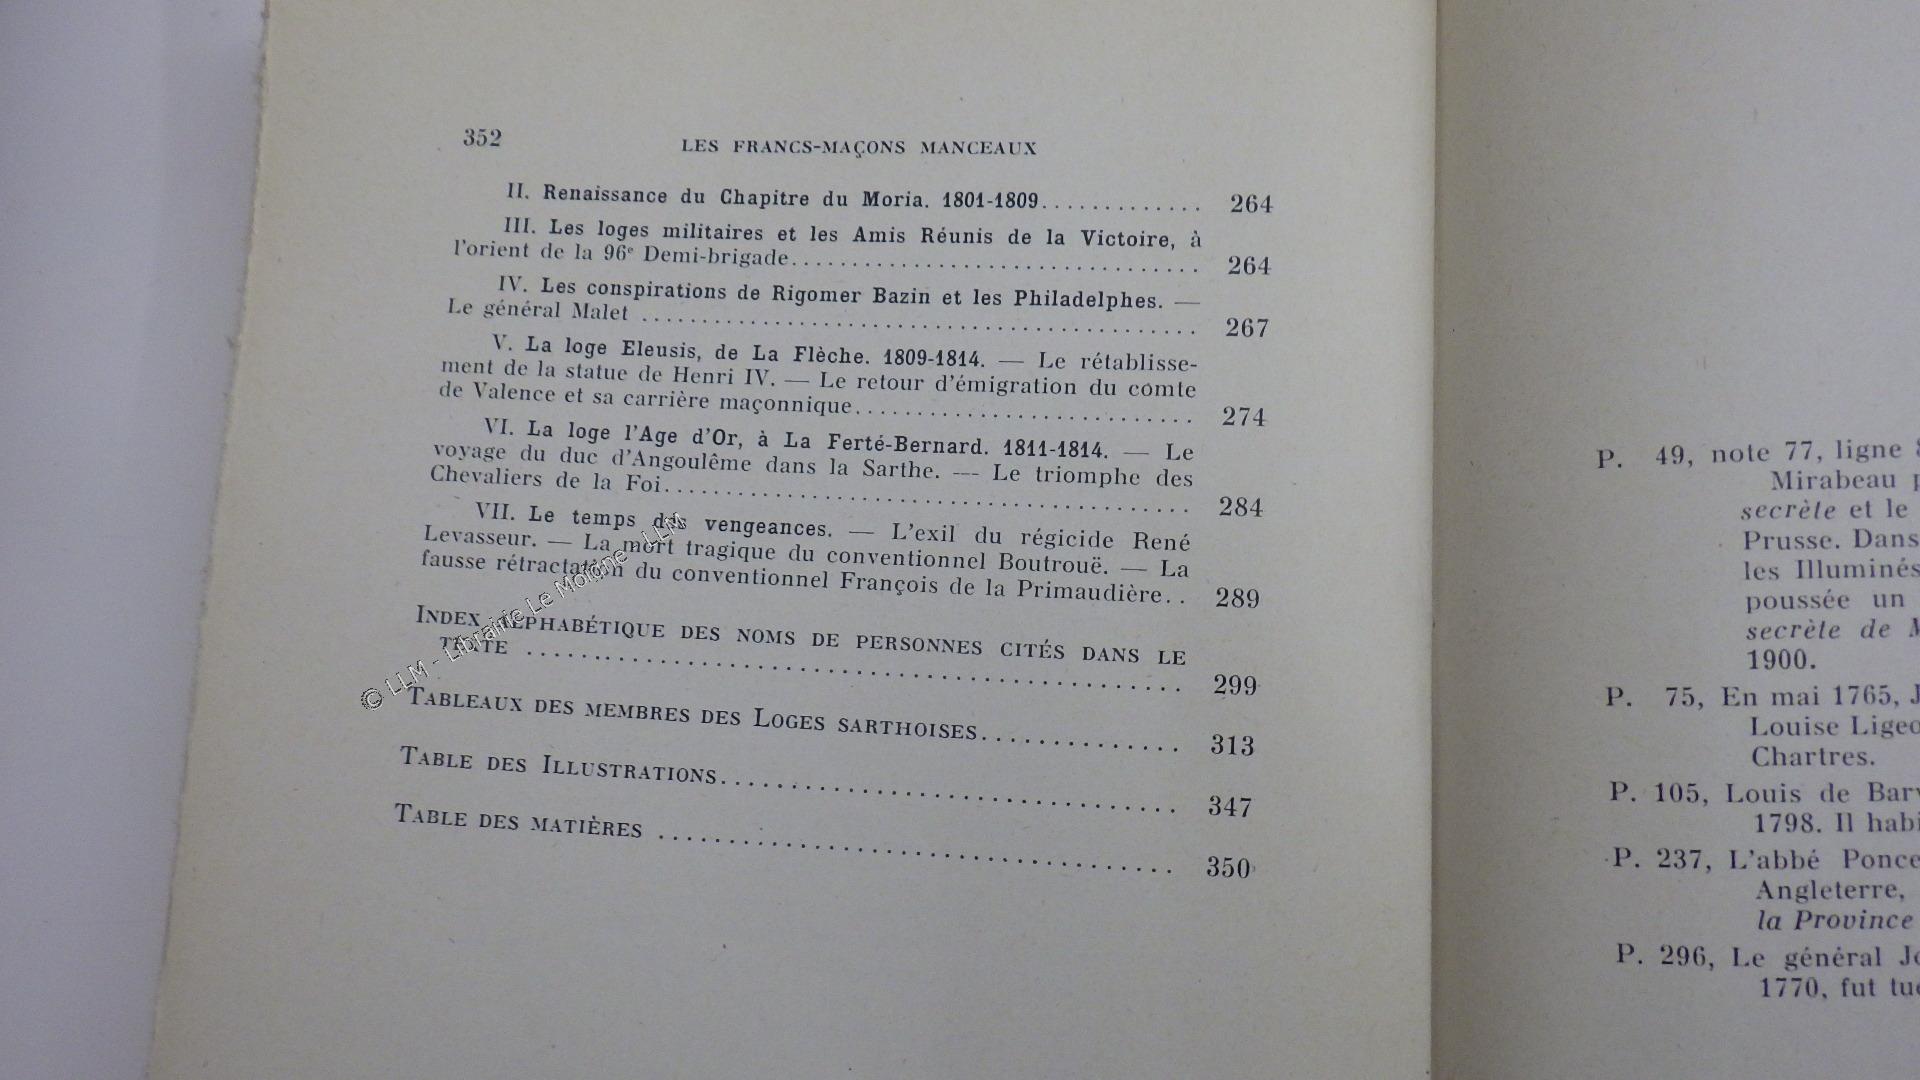 352
LES FRANCS-MAÇONS MANCEAUX
II. Renaissance du Chapitre du Moria. 1801-1809............. 264
III. Les loges militaires et les Amis Réunis de la Victoire, à
l'orient de la 96e Demi-brigade................................. 264
IV. Les conspirations de Rigomer Bazin et les Philadelphes. —
Le général Malet ............................................... 267
V. La loge Eleusis, de La Flèche. 1809-1814. — Le rétablisse-
ment de la statue de Henri IV. — Le retour d'émigration du comte
de Valence et sa carrière maçonnique............................ 274
VI. La loge l'Age d'Or, à La Ferté-Bernard. 1811-1814. — Le
voyage du duc d'Angoulême dans la Sarthe. — Le triomphe des
Chevaliers de la Foi............................................ 284
VII. Le temps des vengeances. — L'exil du régicide René
Levasseur. — La mort tragique du conventionnel Boutrouë. — La
fausse rétractation du conventionnel François de la Primaudière.. 289
INDEX ALPHABÉTIQUE DES NOMS DE PERSONNES CITÉS DANS LE
TEXTE ....................................................... 299
TABLEAUX DES MEMBRES DES LOGES SARTHOISES.............. 313
TABLE DES ILLUSTRATIONS.................................. 347
TABLE DES MATIÈRES ..................................... 350
© LLM - Librairie Le Moigne - LLM
P. 49, note 77, ligne
Mirabeau
secrète et le
Prusse. Dans
les Illuminés
poussée un
secrète de
1900.
P. 75, En mai 1765,
Louise
Chartres.
P. 105, Louis de
1798. Il
P. 237, L'abbé
Angleterre,
la Province
P. 296, Le général
1770, fut